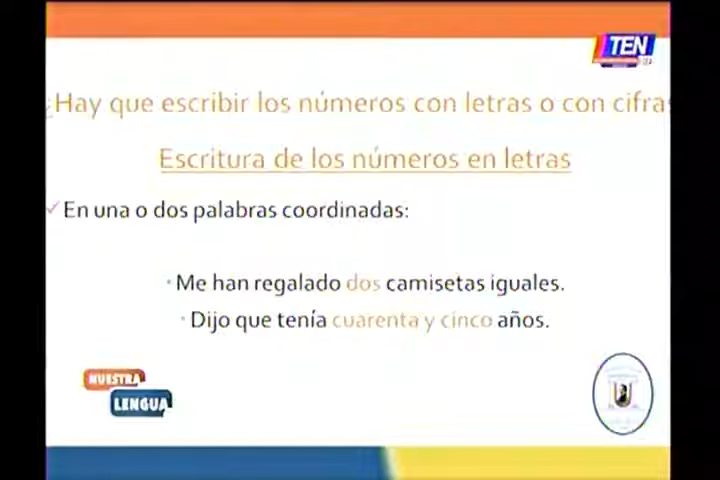 TEN
¿Hay que escribir los números con letras o con cifras
Escritura de los números en letras
✓ En una o dos palabras coordinadas:
· Me han regalado dos camisetas iguales.
· Dijo que tenía cuarenta y cinco años.
NUESTRA
LENGUA